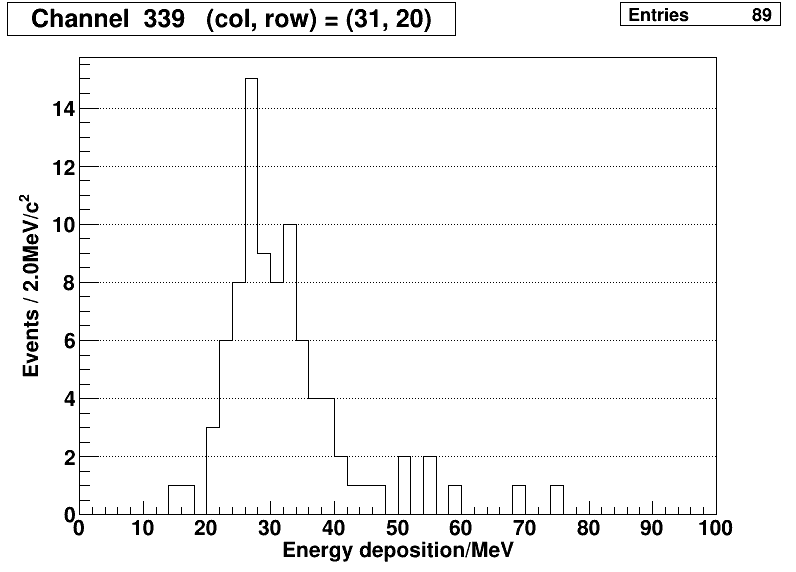 Channel 339 (col, row) = (31, 20)
Entries 89
Events / 2.0MeV/c²
14
12
10
8
6
4
2
0
0 10 20 30 40 50 60 70 80 90 100
Energy deposition/MeV